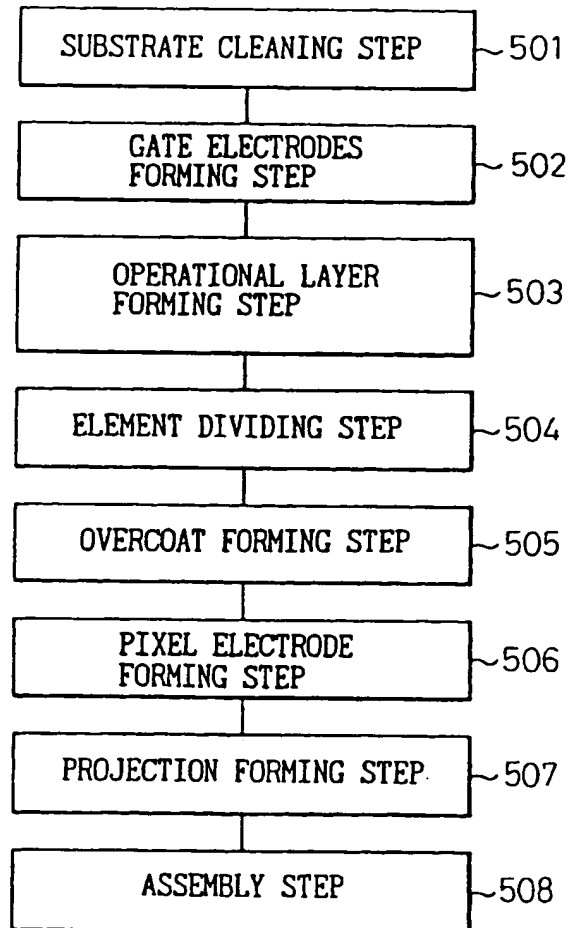 SUBSTRATE CLEANING STEP 501
GATE ELECTRODES
FORMING STEP 502
OPERATIONAL LAYER
FORMING STEP 503
ELEMENT DIVIDING STEP 504
OVERCOAT FORMING STEP 505
PIXEL ELECTRODE
FORMING STEP 506
PROJECTION FORMING STEP 507
ASSEMBLY STEP 508